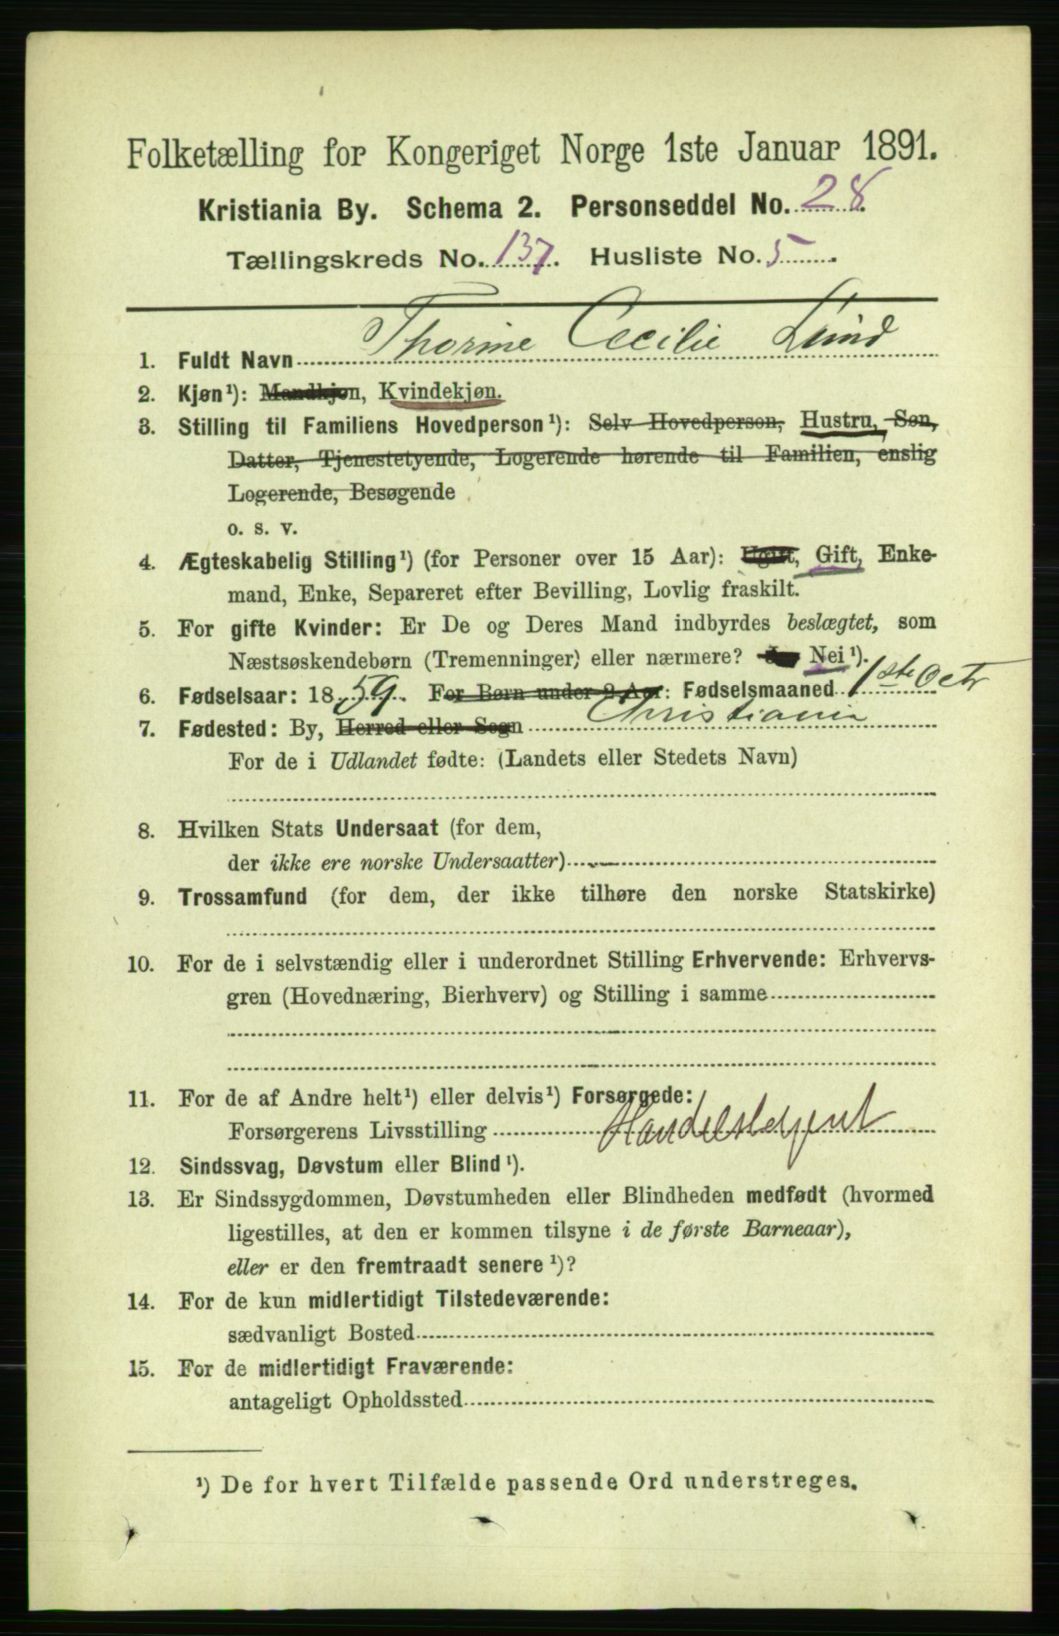 Folketælling for Kongeriget Norge 1ste Januar 1891.
Kristiania By. Schema 2. Personseddel No. 28.
Tællingskreds No. 137. Husliste No. 5.
1. Fuldt Navn Thorine Cecilie Lund
2. Kjøn¹): Mandkjøn, Kvindekjøn.
3. Stilling til Familiens Hovedperson¹): Selv Hovedperson, Hustru, Søn,
Datter, Tjenestetyende, Logerende hørende til Familien, enslig
Logerende, Besøgende
o. s. v.
4. Ægteskabelig Stilling¹) (for Personer over 15 Aar): Ugift, Gift, Enke-
mand, Enke, Separeret efter Bevilling, Lovlig fraskilt.
5. For gifte Kvinder: Er De og Deres Mand indbyrdes beslægtet, som
Næstsøskendebørn (Tremenninger) eller nærmere? Ja Nei¹).
6. Fødselsaar: 1859. For Børn under 2 Aar: Fødselsmaaned 1ste Octr
7. Fødested: By, Herred eller Sogn Christiania
For de i Udlandet fødte: (Landets eller Stedets Navn)
8. Hvilken Stats Undersaat (for dem,
der ikke ere norske Undersaatter)
9. Trossamfund (for dem, der ikke tilhøre den norske Statskirke)
10. For de i selvstændig eller i underordnet Stilling Erhvervende: Erhvervs-
gren (Hovednæring, Bierhverv) og Stilling i samme
11. For de af Andre helt¹) eller delvis¹) Forsørgede:
Forsørgerens Livsstilling Handelsagent
12. Sindssvag, Døvstum eller Blind¹).
13. Er Sindssygdommen, Døvstumheden eller Blindheden medfødt (hvormed
ligestilles, at den er kommen tilsyne i de første Barneaar),
eller er den fremtraadt senere¹)?
14. For de kun midlertidigt Tilstedeværende:
sædvanligt Bosted
15. For de midlertidigt Fraværende:
antageligt Opholdssted
¹) De for hvert Tilfælde passende Ord understreges.